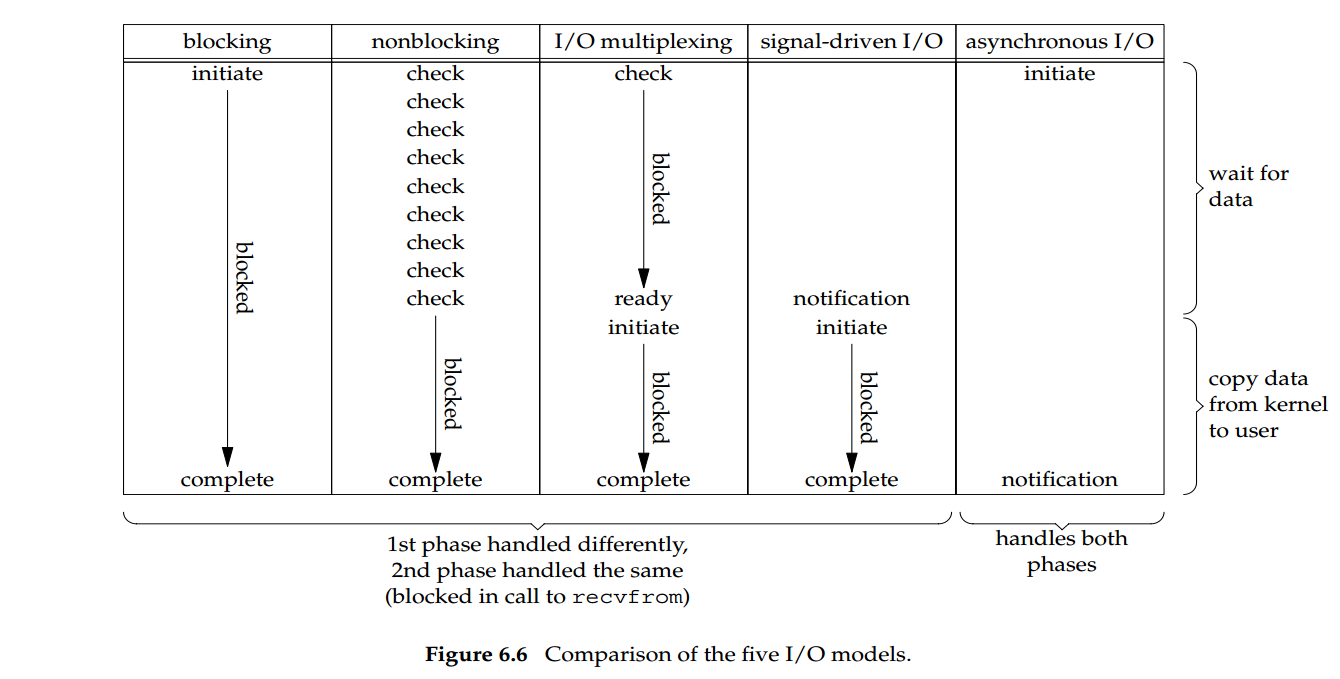 blocking nonblocking I/O multiplexing signal-driven I/O asynchronous I/O
initiate check check initiate
check
check
check
check
check
check
check
check ready notification
initiate initiate
blocked
blocked
blocked
blocked
blocked
complete complete complete complete notification
wait for
data
copy data
from kernel
to user
1st phase handled differently,
2nd phase handled the same
(blocked in call to recvfrom)
handles both
phases
Figure 6.6 Comparison of the five I/O models.